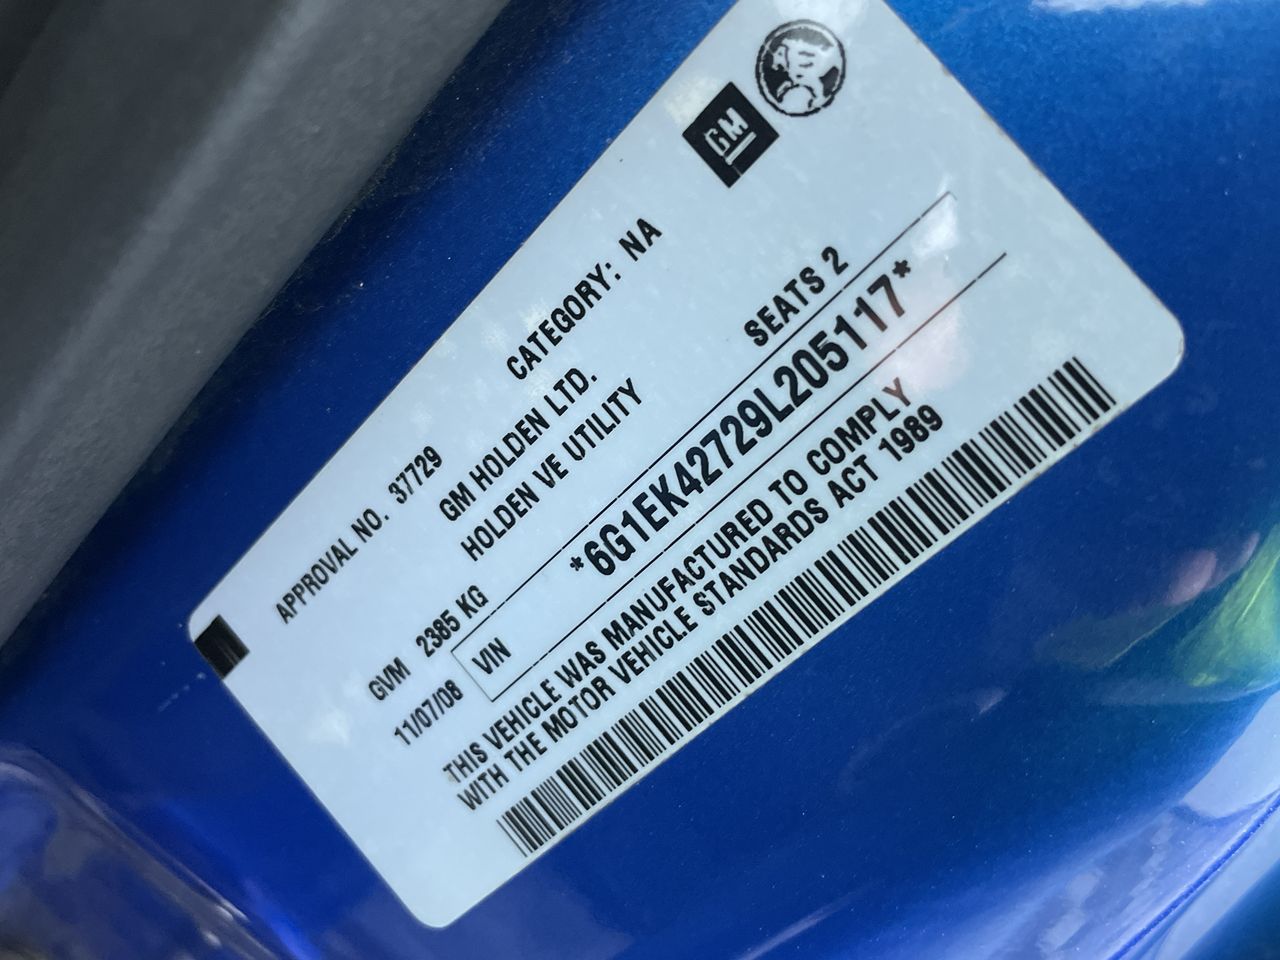 GM
APPROVAL NO. 37729 CATEGORY: NA
GM HOLDEN LTD.
HOLDEN VE UTILITY
GVM 2385 KG SEATS 2
11/07/08 VIN *6G1EK42729L205117*
THIS VEHICLE WAS MANUFACTURED TO COMPLY
WITH THE MOTOR VEHICLE STANDARDS ACT 1989